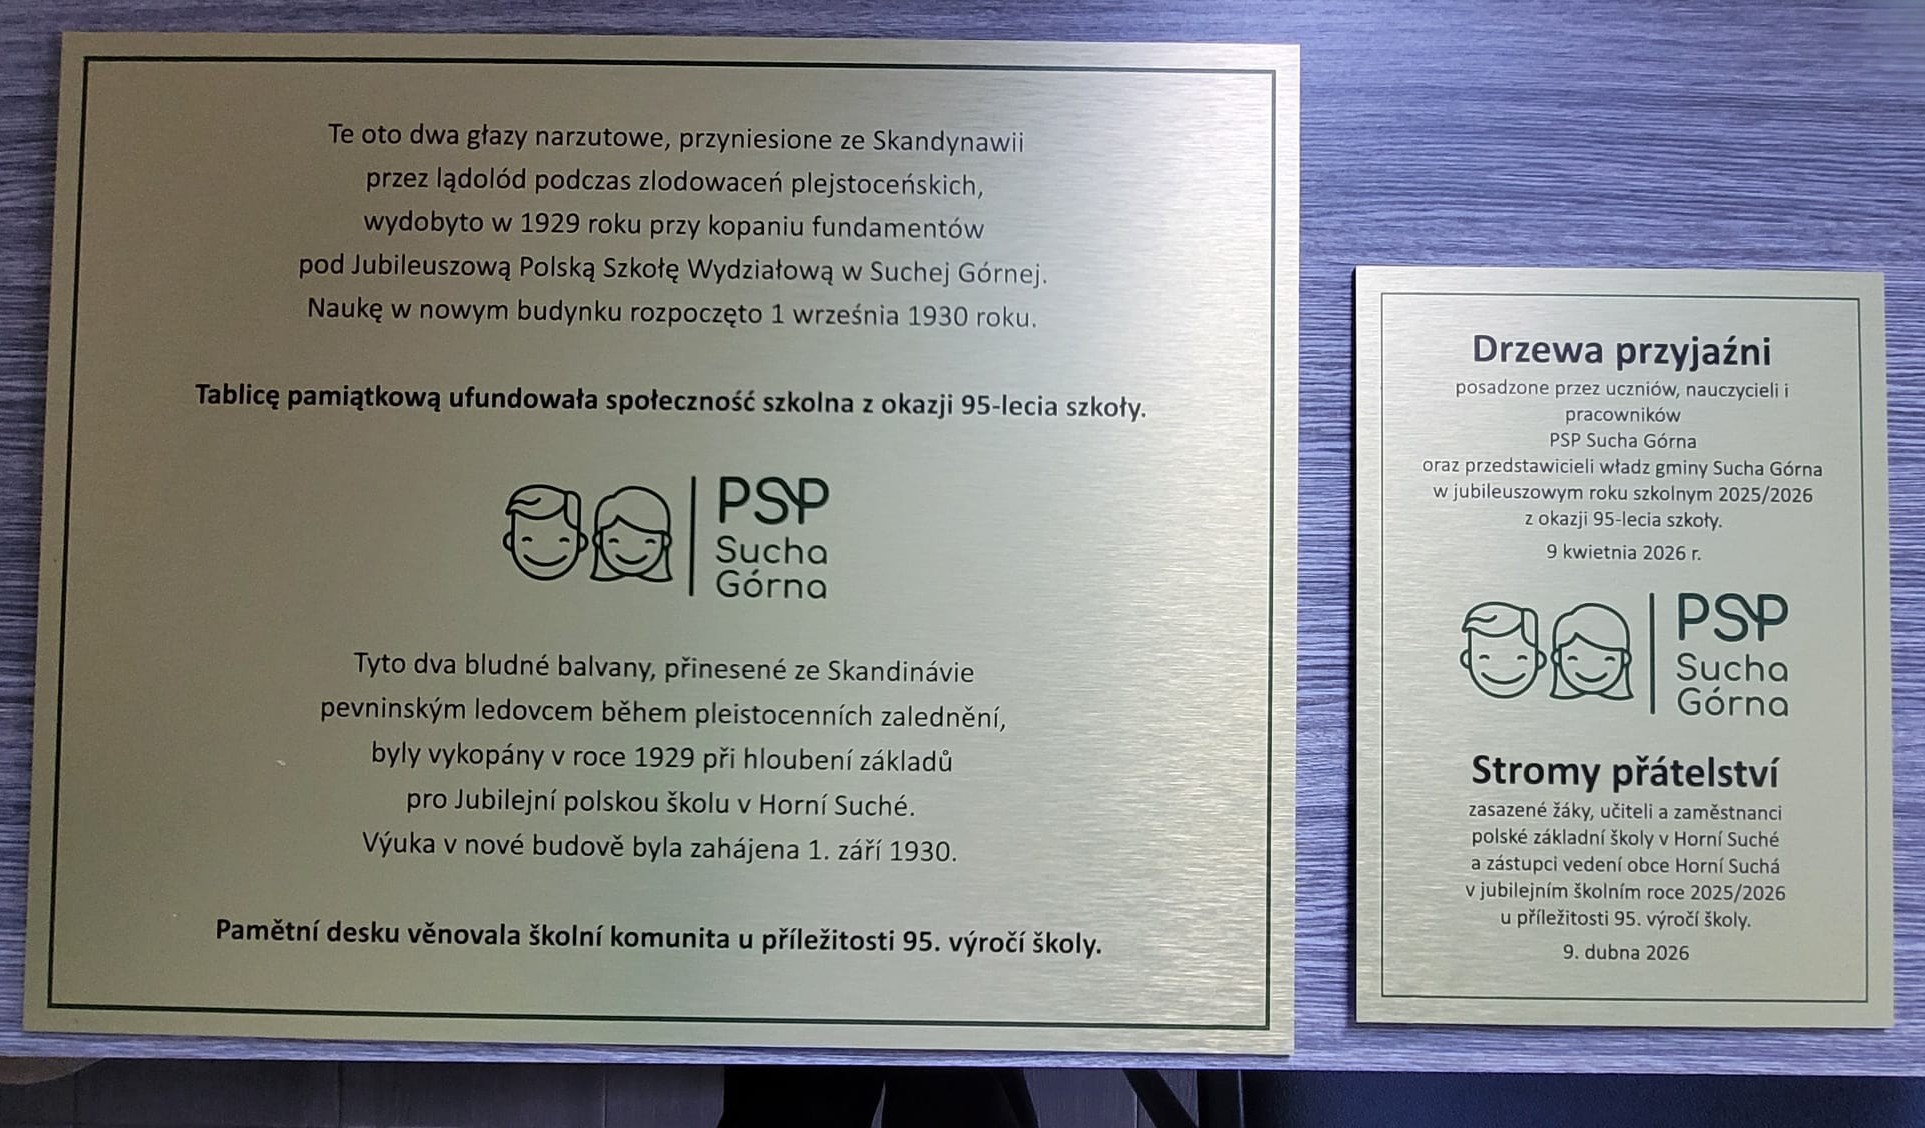 Te oto dwa głazy narzutowe, przyniesione ze Skandynawii
przez lądolód podczas zlodowaceń plejstoceńskich,
wydobyto w 1929 roku przy kopaniu fundamentów
pod Jubileuszową Polską Szkołę Wydziałową w Suchej Górnej.
Naukę w nowym budynku rozpoczęto 1 września 1930 roku.
Tablicę pamiątkową ufundowała społeczność szkolna z okazji 95-lecia szkoły.
PSP
Sucha
Górna
Tyto dva bludné balvany, přinesené ze Skandinávie
pevninským ledovcem během pleistocenních zalednění,
byly vykopány v roce 1929 při hloubení základů
pro Jubilejní polskou školu v Horní Suché.
Výuka v nové budově byla zahájena 1. září 1930.
Pamětní desku věnovala školní komunita u příležitosti 95. výročí školy.
Drzewa przyjaźni
posadzone przez uczniów, nauczycieli i
pracowników
PSP Sucha Górna
oraz przedstawicieli władz gminy Sucha Górna
w jubileuszowym roku szkolnym 2025/2026
z okazji 95-lecia szkoły.
9 kwietnia 2026 r.
PSP
Sucha
Górna
Stromy přátelství
zasazené žáky, učiteli a zaměstnanci
polské základní školy v Horní Suché
a zástupci vedení obce Horní Suchá
v jubilejním školním roce 2025/2026
u příležitosti 95. výročí školy.
9. dubna 2026